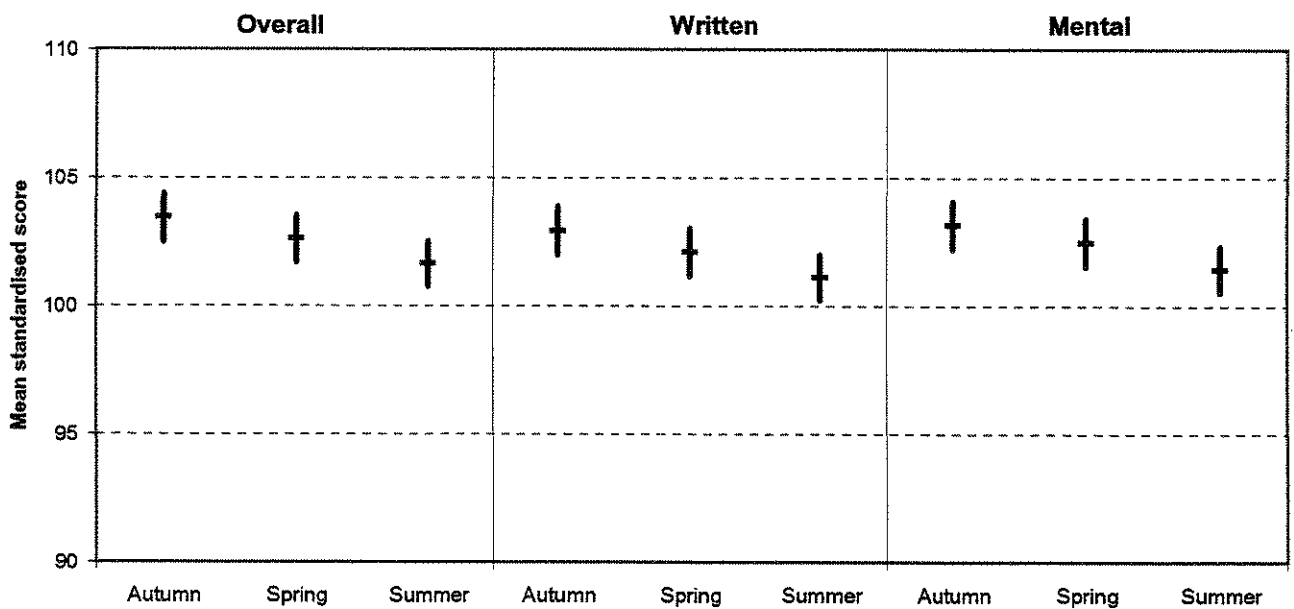 Overall Written Mental
110
105
100
95
90
Mean standardised score
Autumn Spring Summer Autumn Spring Summer Autumn Spring Summer